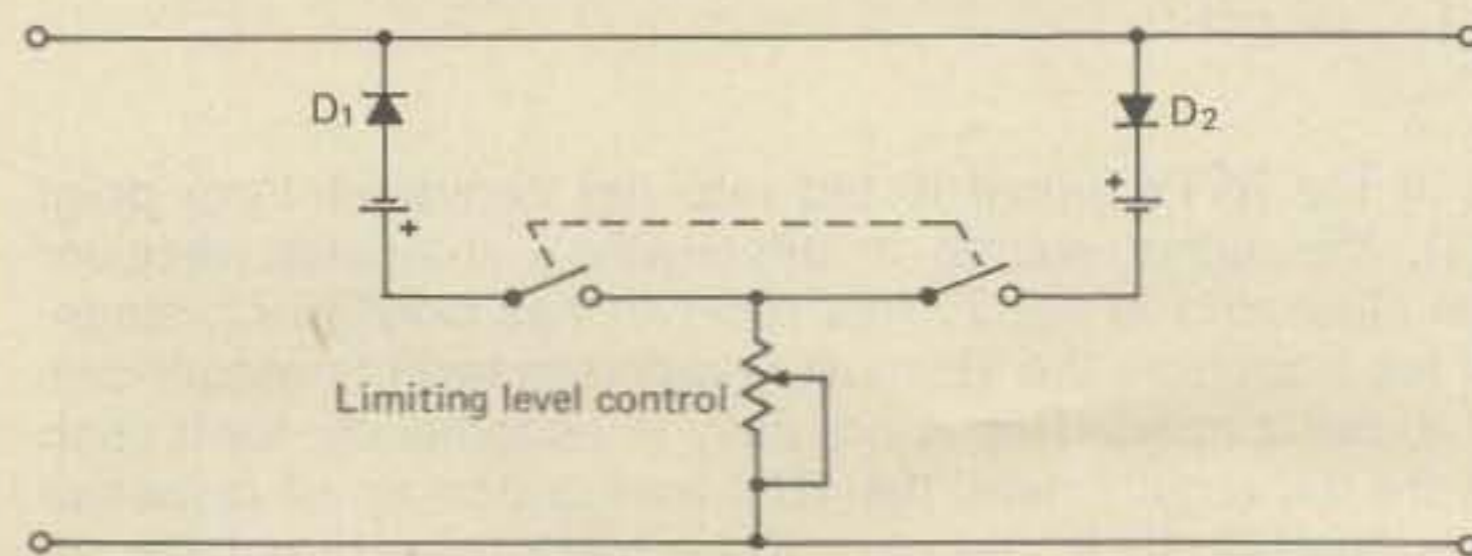 D1
D2
+
+
Limiting level control